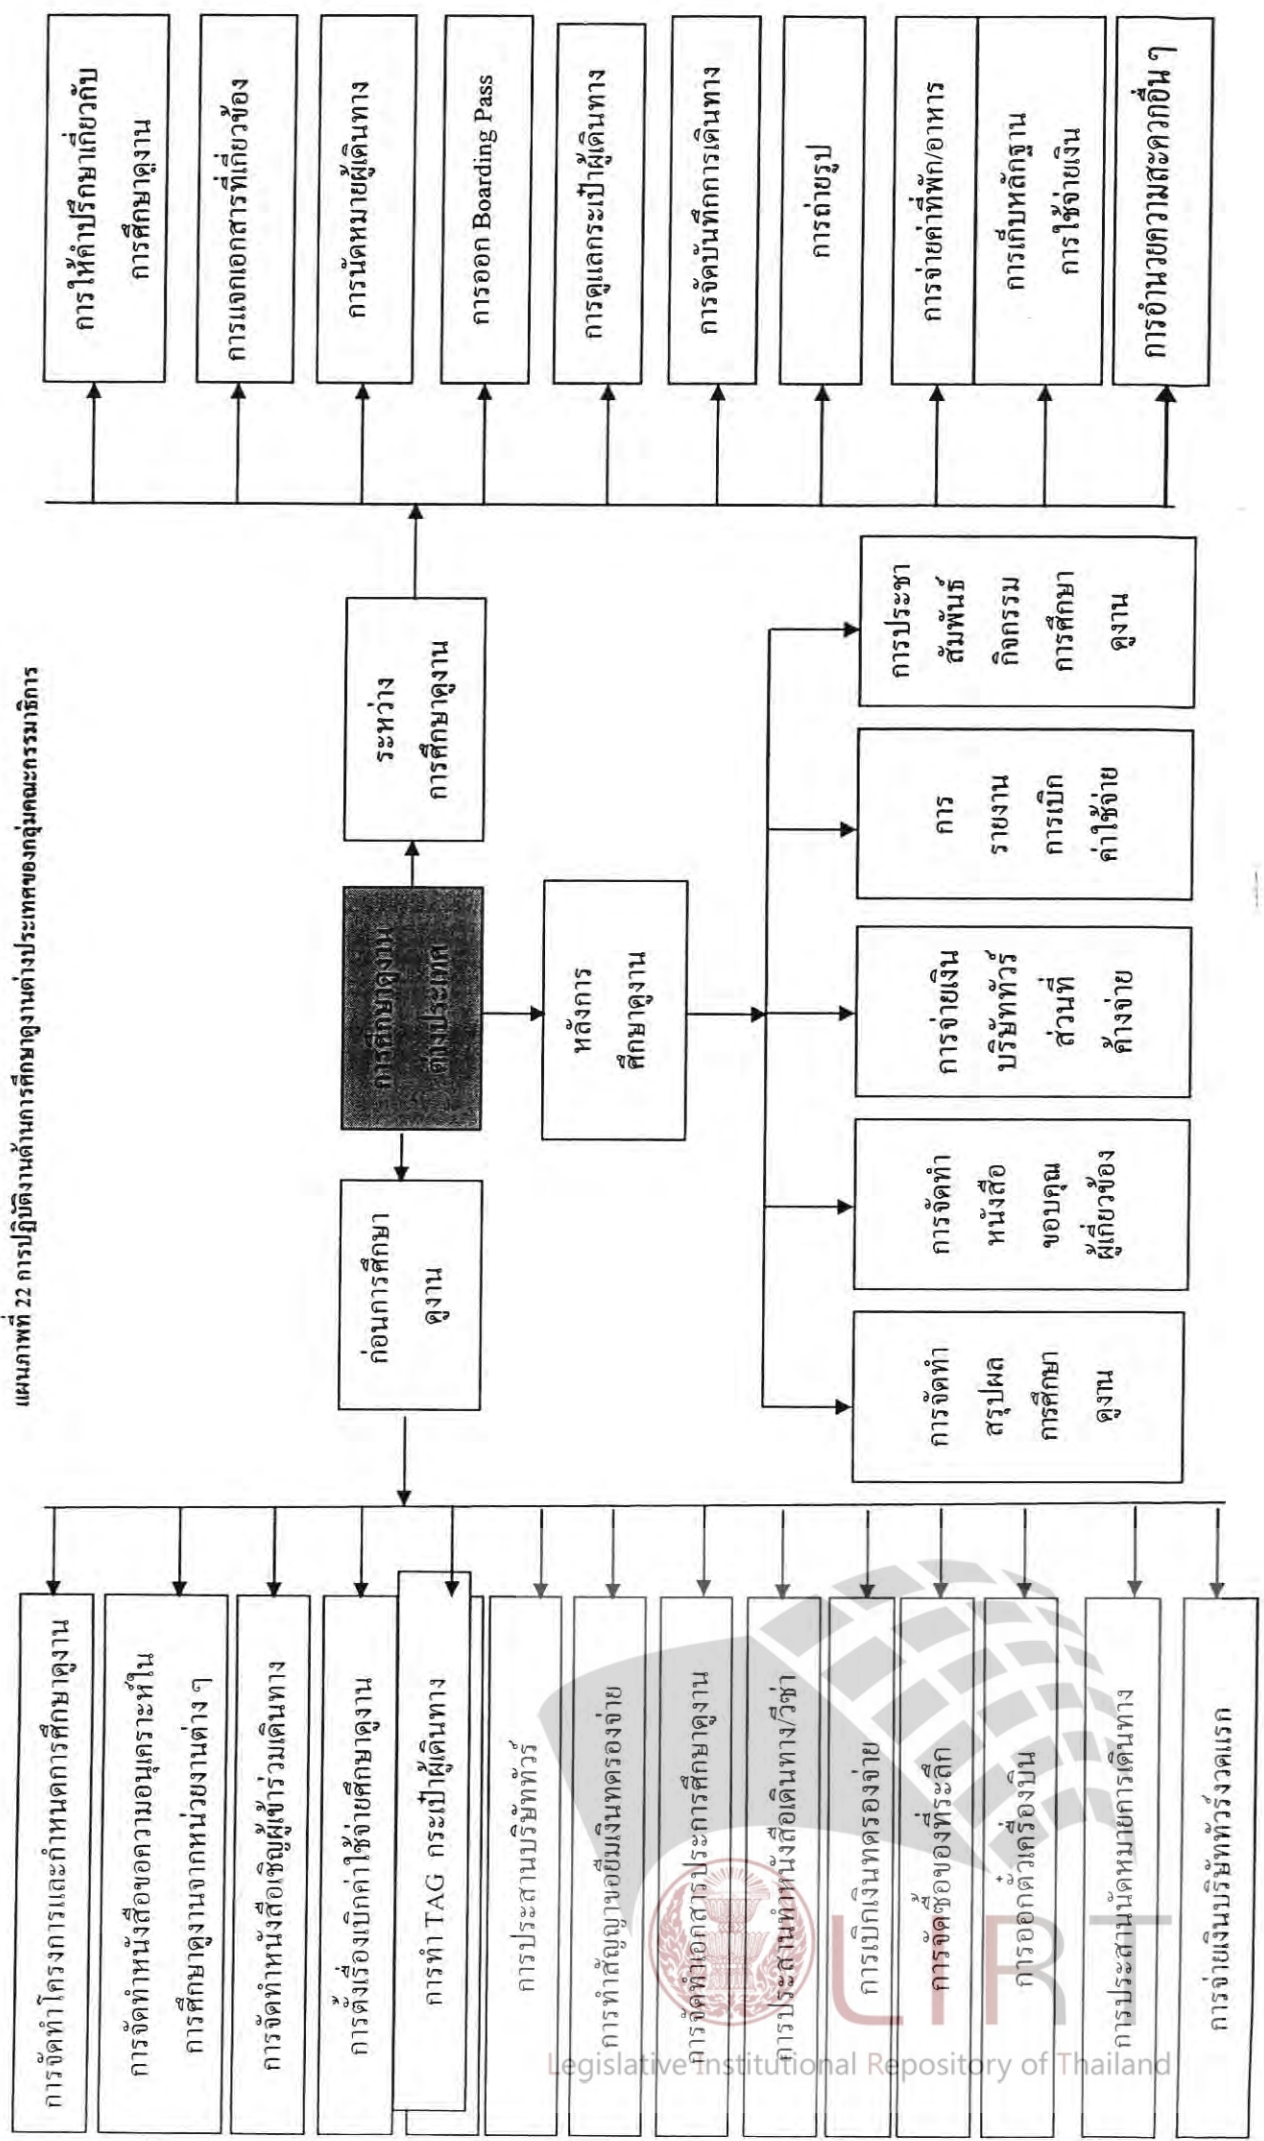 แผนภาพที่ 22 การปฏิบัติงานด้านการศึกษาดูงานต่างประเทศของกลุ่มคณะกรรมาธิการ
การจัดทำโครงการและกำหนดการศึกษาดูงาน
การจัดทำหนังสือขอความอนุเคราะห์ใน
การศึกษาดูงานจากหน่วยงานต่าง ๆ
การจัดทำหนังสือเชิญผู้เข้าร่วมเดินทาง
การตั้งเรื่องเบิกค่าใช้จ่ายศึกษาดูงาน
การทำ TAG กระเป๋าผู้เดินทาง
การประสานบริษัททัวร์
การทำสัญญาขอยืมเงินทดรองจ่าย
การจัดทำเอกสารประการศึกษาดูงาน
การประสานทำหนังสือเดินทาง/วีซ่า
การเบิกเงินทดรองจ่าย
การจัดซื้อของที่ระลึก
การออกตั๋วเครื่องบิน
การประสานนัดหมายการเดินทาง
การจ่ายเงินบริษัททัวร์งวดแรก
ก่อนการศึกษา
ดูงาน
การศึกษาดูงาน
ต่างประเทศ
ระหว่าง
การศึกษาดูงาน
หลังการ
ศึกษาดูงาน
การจัดทำ
สรุปผล
การศึกษา
ดูงาน
การจัดทำ
หนังสือ
ขอบคุณ
ผู้เกี่ยวข้อง
การจ่ายเงิน
บริษัททัวร์
ส่วนที่
ค้างจ่าย
การ
รายงาน
การเบิก
ค่าใช้จ่าย
การประชา
สัมพันธ์
กิจกรรม
การศึกษา
ดูงาน
การให้คำปรึกษาเกี่ยวกับ
การศึกษาดูงาน
การแจกเอกสารที่เกี่ยวข้อง
การนัดหมายผู้เดินทาง
การออก Boarding Pass
การดูแลกระเป๋าผู้เดินทาง
การจัดบันทึกการเดินทาง
การถ่ายรูป
การจ่ายค่าที่พัก/อาหาร
การเก็บหลักฐาน
การใช้จ่ายเงิน
การอำนวยความสะดวกอื่น ๆ
LIRT
Legislative Institutional Repository of Thailand